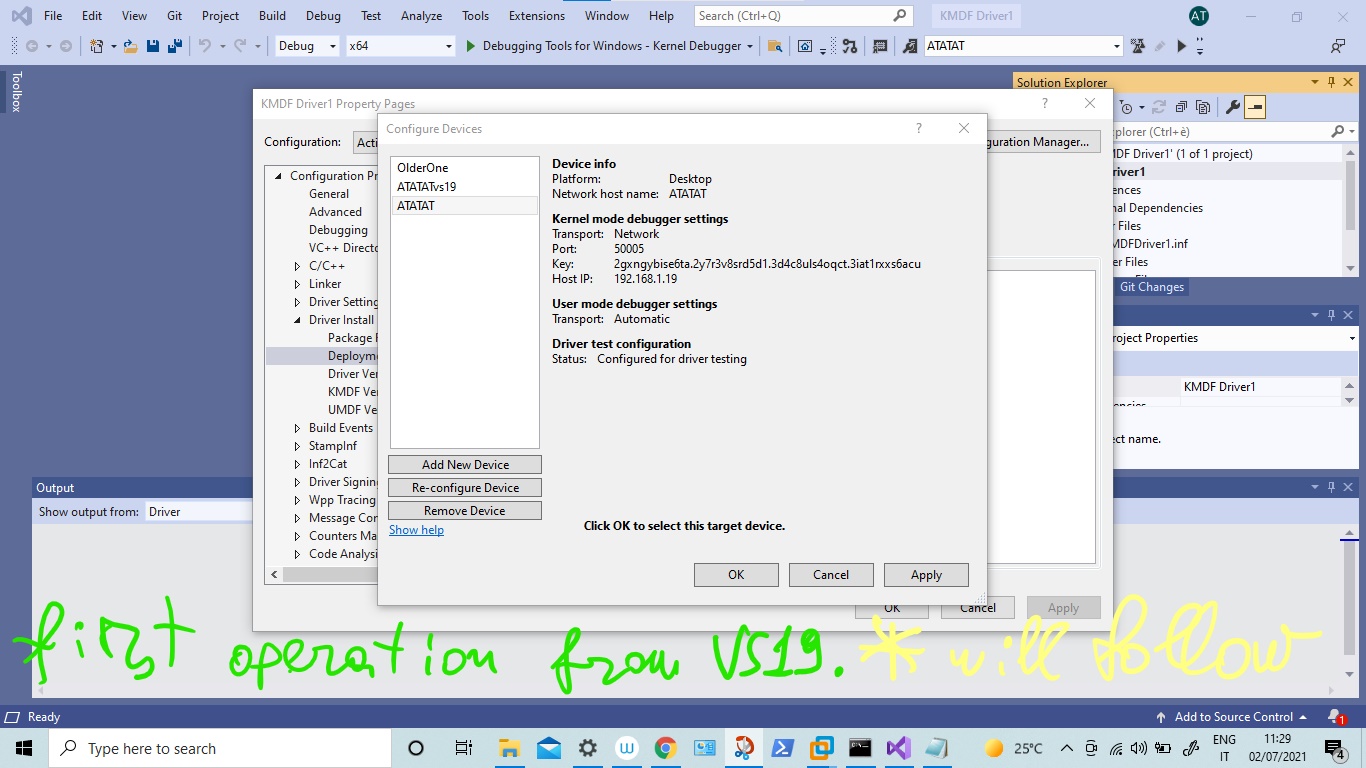 File Edit View Git Project Build Debug Test Analyze Tools Extensions Window Help Search (Ctrl+Q) KMDF Driver1 AT
Debug x64 Debugging Tools for Windows - Kernel Debugger ATATAT
Toolbox
Solution Explorer
KMDF Driver1 Property Pages ?
Configuration:
Configure Devices ?
OlderOne
ATATATvs19
ATATAT
Device info
Platform: Desktop
Network host name: ATATAT
Kernel mode debugger settings
Transport: Network
Port: 50005
Key: 2gxngybise6ta.2y7r3v8srd5d1.3d4c8uls4oqct.3iat1rxxs6acu
Host IP: 192.168.1.19
User mode debugger settings
Transport: Automatic
Driver test configuration
Status: Configured for driver testing
Add New Device
Re-configure Device
Remove Device
Show help
Click OK to select this target device.
OK Cancel Apply
Configuration P
General
Advanced
Debugging
VC++ Directo
C/C++
Linker
Driver Setting
Driver Install
Package
Deployme
Driver Ver
KMDF Ve
UMDF Ve
Build Events
StampInf
Inf2Cat
Driver Signin
Wpp Tracing
Message Con
Counters Ma
Code Analysi
guration Manager...
OK Cancel Apply
plorer (Ctrl+è)
MDF Driver1' (1 of 1 project)
river1
ences
nal Dependencies
er Files
MDFDriver1.inf
er Files
Git Changes
roject Properties
KMDF Driver1
ect name.
Output
Show output from: Driver
first operation from VS19. * will follow
Ready Add to Source Control 1
Type here to search 25°C ENG IT 11:29 02/07/2021 4